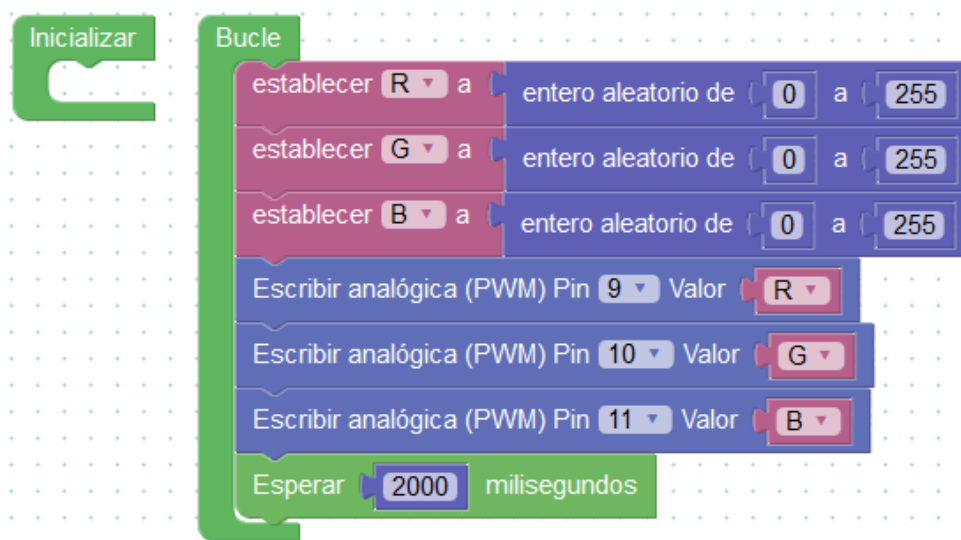 Inicializar
Bucle
establecer R a entero aleatorio de 0 a 255
establecer G a entero aleatorio de 0 a 255
establecer B a entero aleatorio de 0 a 255
Escribir analógica (PWM) Pin 9 Valor R
Escribir analógica (PWM) Pin 10 Valor G
Escribir analógica (PWM) Pin 11 Valor B
Esperar 2000 milisegundos